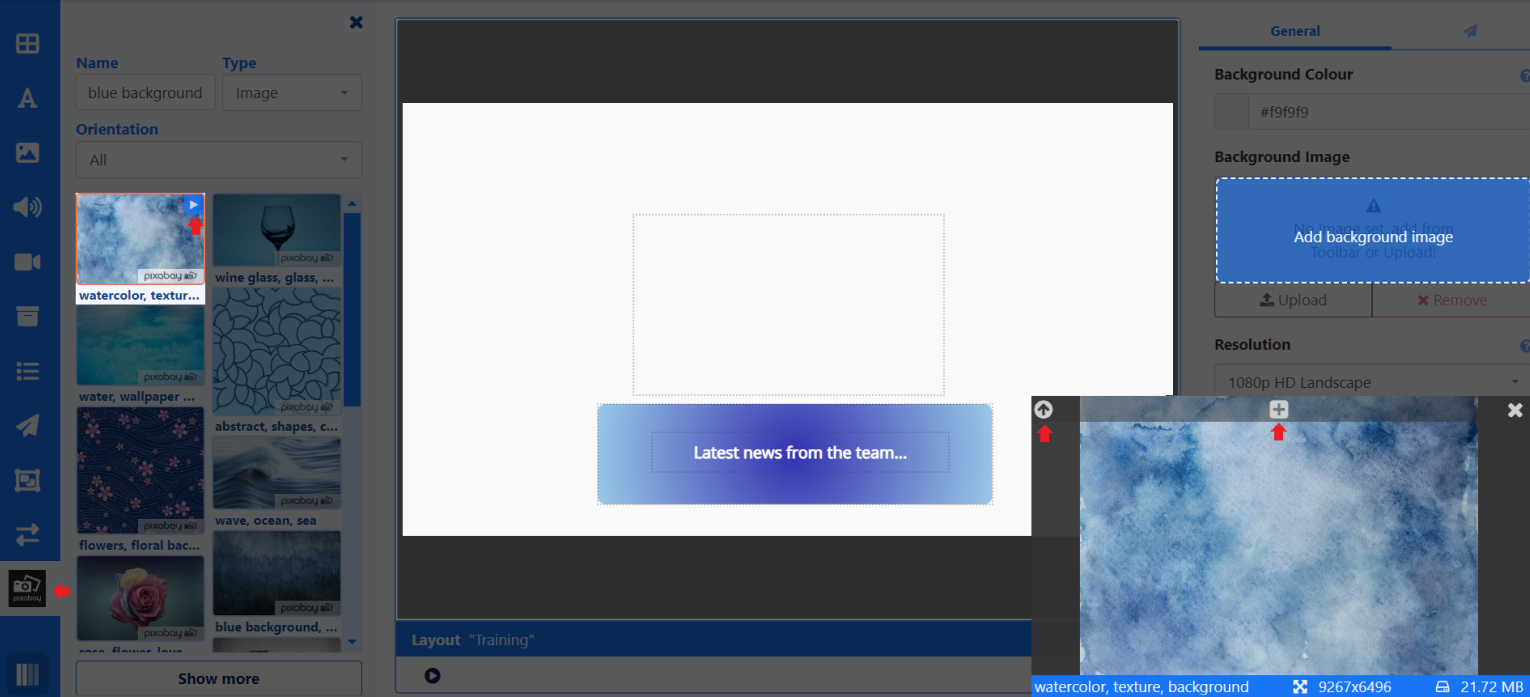 Name
Type
blue background
Image
Orientation
All
pixabay
watercolor, textur...
pixabay
wine glass, glass, ...
pixabay
water, wallpaper ...
pixabay
abstract, shapes, c...
pixabay
flowers, floral bac...
pixabay
wave, ocean, sea
pixabay
rose, flower, love
pixabay
blue background, ...
pixabay
Show more
Latest news from the team...
Layout "Training"
General
Background Colour
#f9f9f9
Background Image
No Image set, add from
Toolbar or Upload!
Add background image
Upload
Remove
Resolution
1080p HD Landscape
watercolor, texture, background
9267x6496
21.72 MB